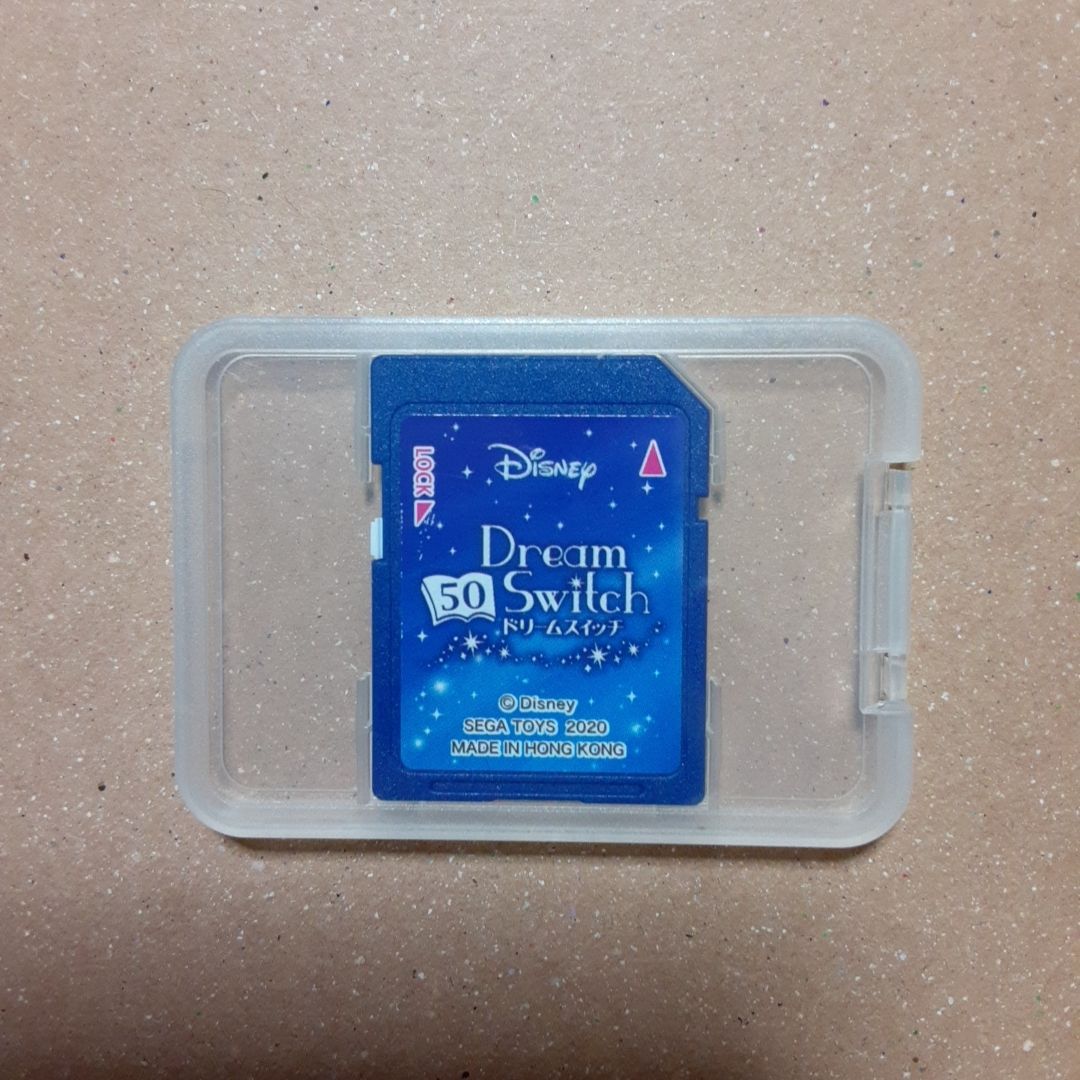 DISNEY
LOCK
Dream
50 Switch
ドリームスイッチ
© Disney
SEGA TOYS 2020
MADE IN HONG KONG